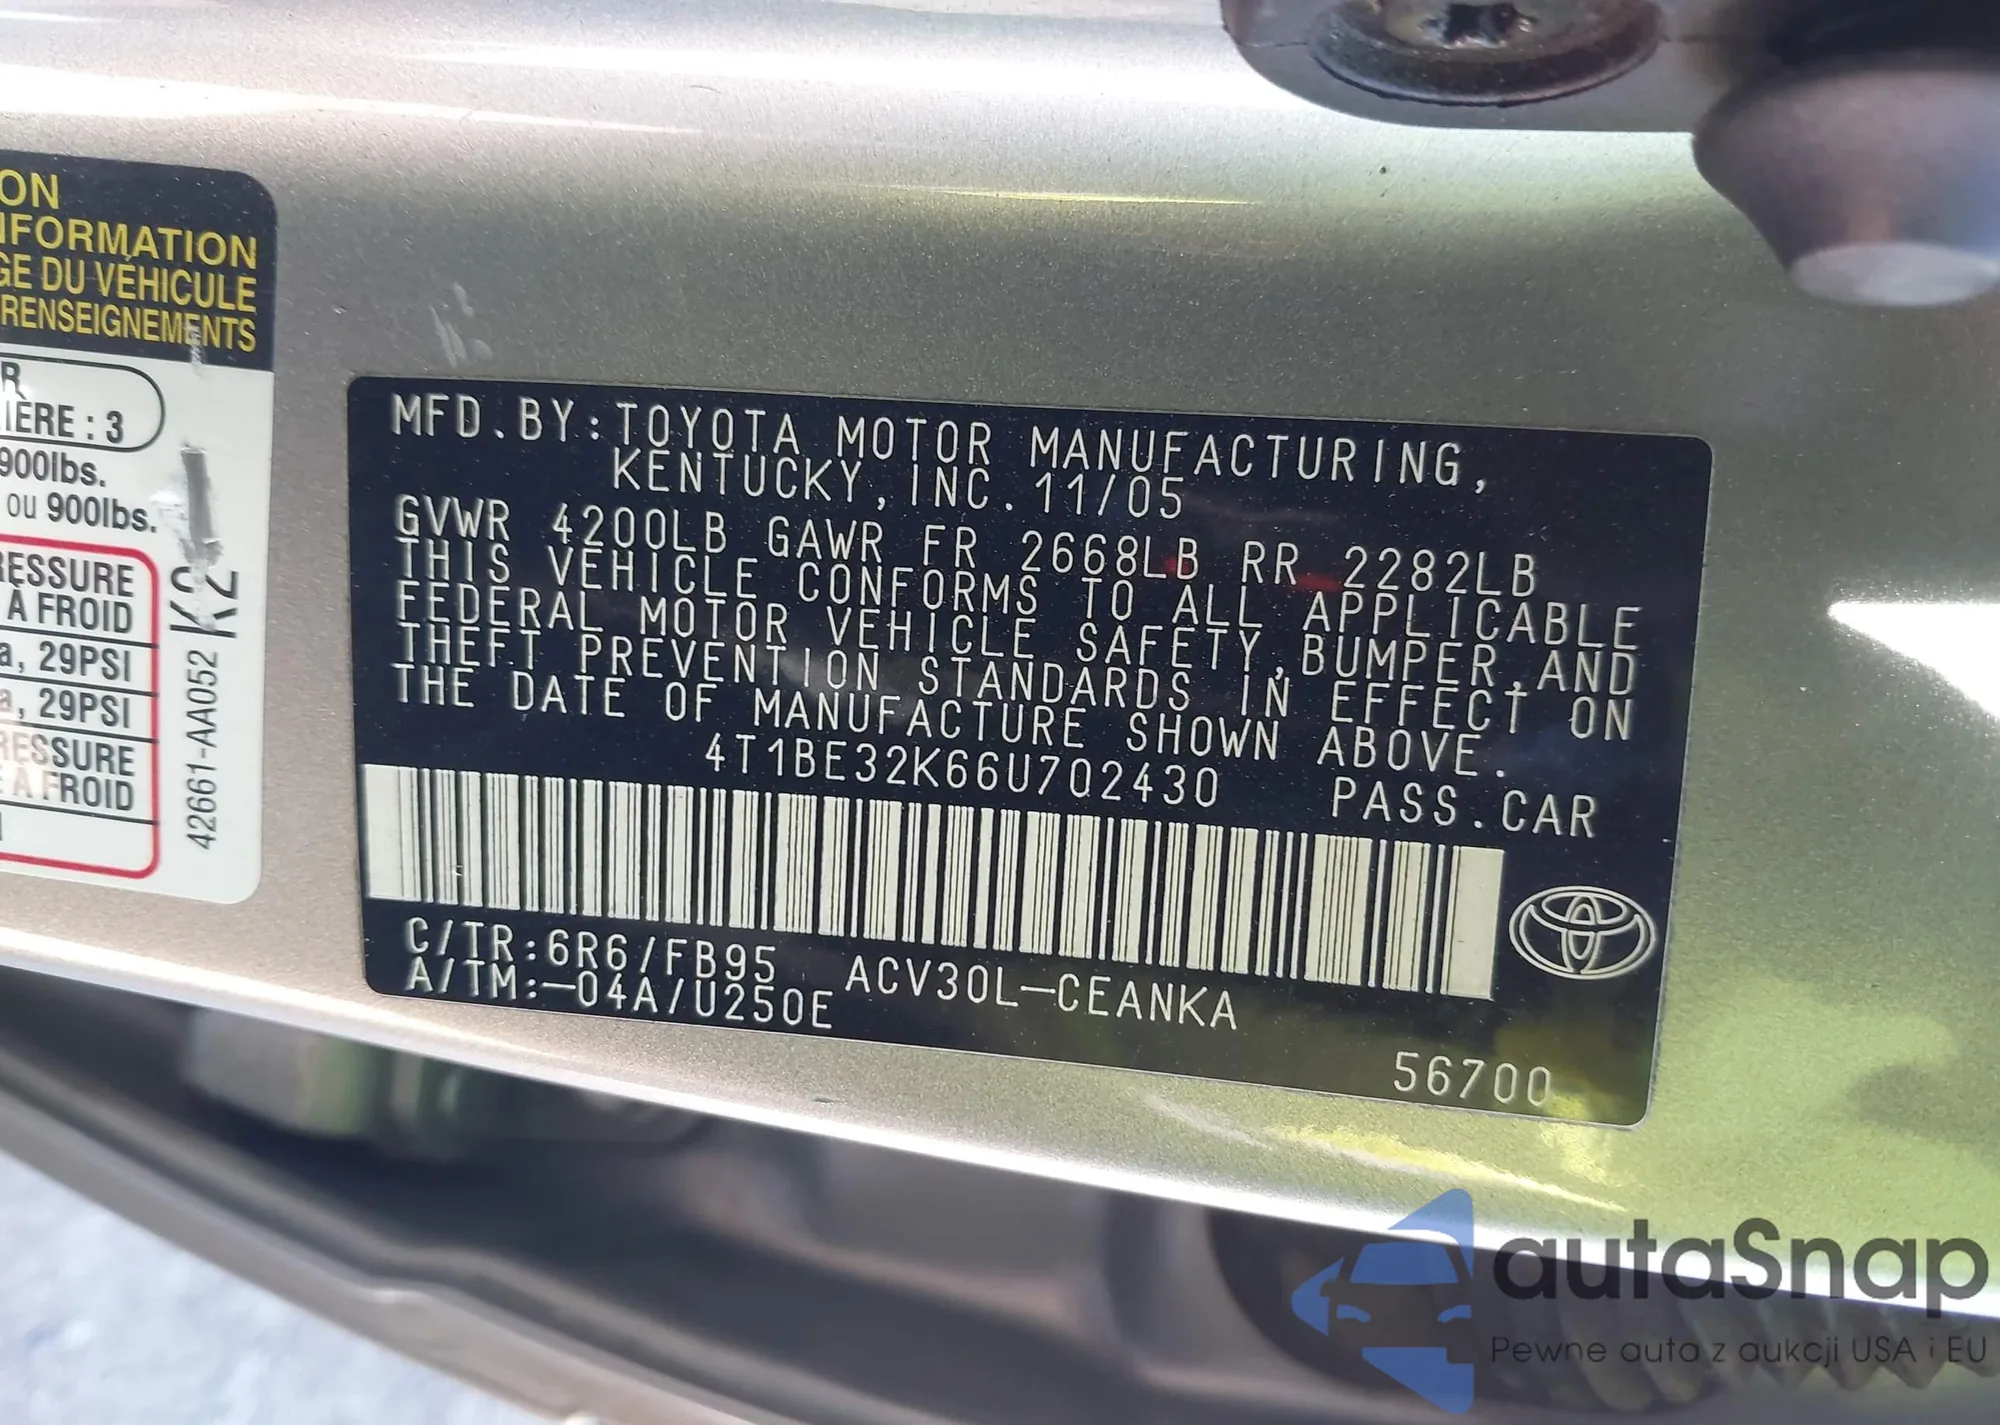 ON
NFORMATION
GE DU VÉHICULE
RENSEIGNEMENTS
R
IÈRE : 3
900lbs.
ou 900lbs.
RESSURE
À FROID
a, 29PSI
a, 29PSI
RESSURE
À FROID
42661-AA052 K2
MFD.BY:TOYOTA MOTOR MANUFACTURING,
KENTUCKY,INC.11/05
GVWR 4200LB GAWR FR 2668LB RR 2282LB
THIS VEHICLE CONFORMS TO ALL APPLICABLE
FEDERAL MOTOR VEHICLE SAFETY,BUMPER,AND
THEFT PREVENTION STANDARDS IN EFFECT ON
THE DATE OF MANUFACTURE SHOWN ABOVE.
4T1BE32K66U702430 PASS.CAR
C/TR:6R6/FB95 ACV30L-CEANKA
A/TM:-04A/U250E
56700
autaSnap
Pewne auta z aukcji USA i EU